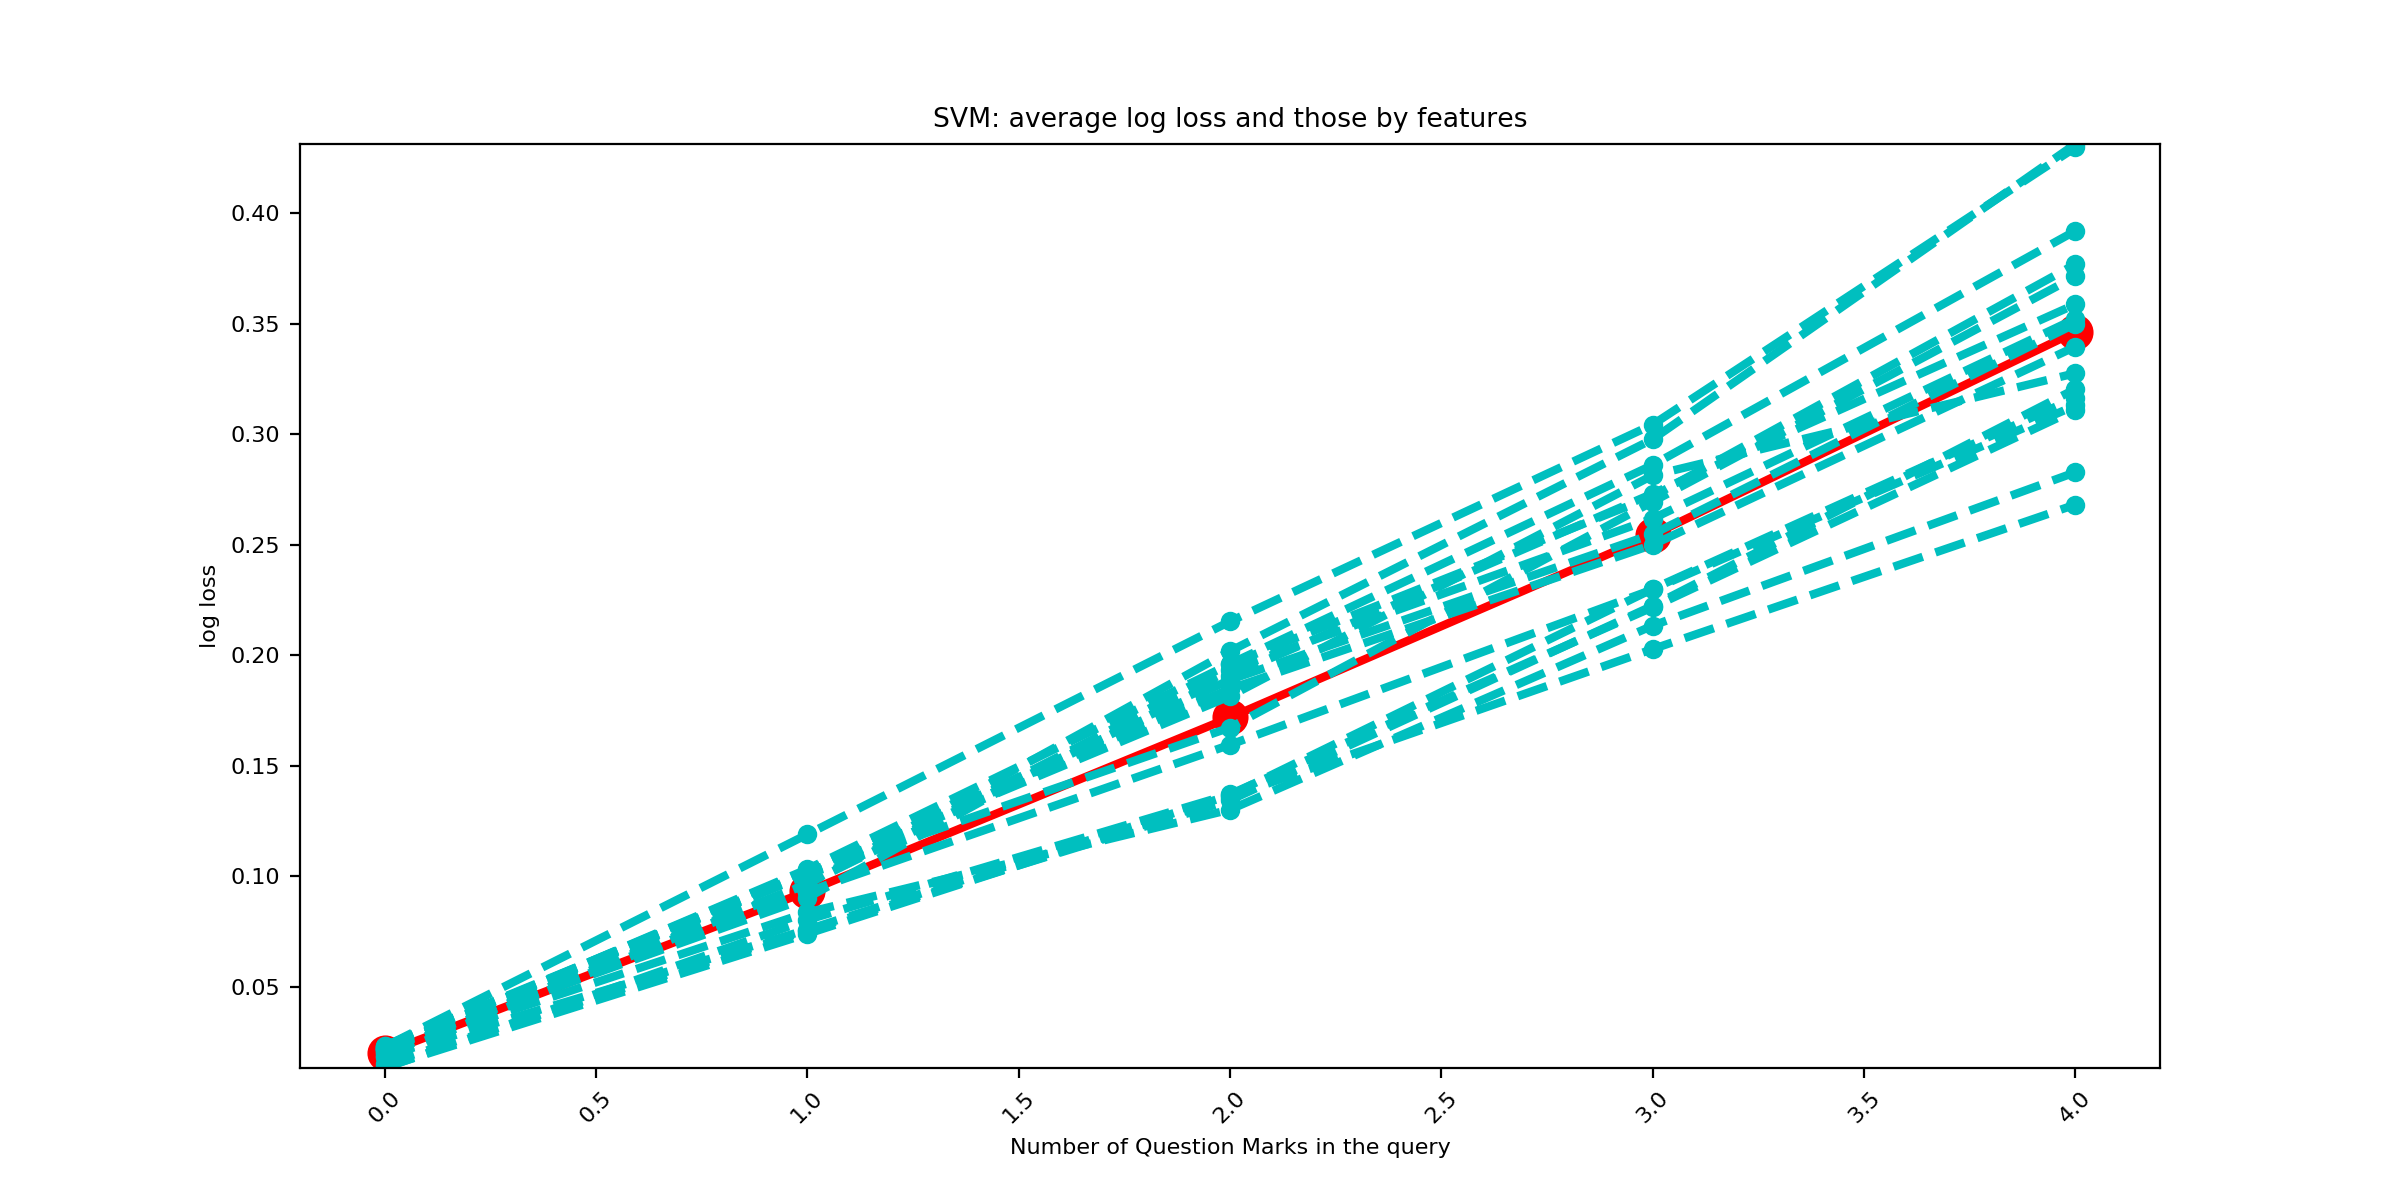 SVM: average log loss and those by features
0.40
0.35
0.30
0.25
0.20
0.15
0.10
0.05
log loss
0.0 0.5 1.0 1.5 2.0 2.5 3.0 3.5 4.0
Number of Question Marks in the query